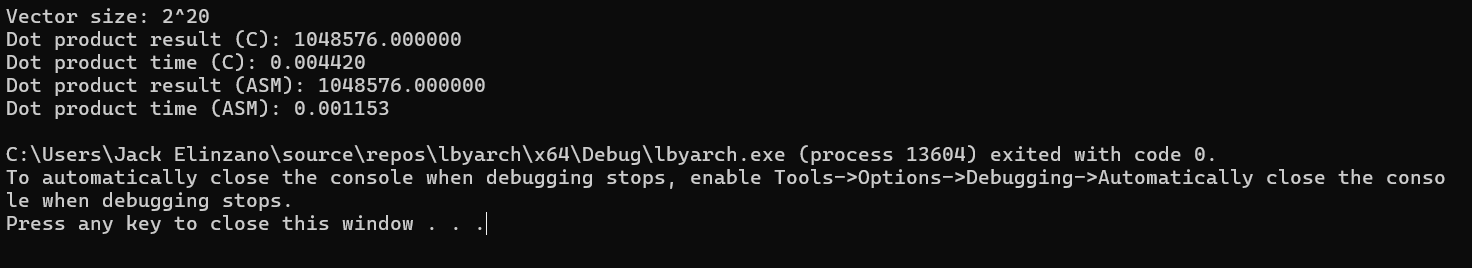 Vector size: 2^20
Dot product result (C): 1048576.000000
Dot product time (C): 0.004420
Dot product result (ASM): 1048576.000000
Dot product time (ASM): 0.001153

C:\Users\Jack Elinzano\source\repos\lbyarch\x64\Debug\lbyarch.exe (process 13604) exited with code 0.
To automatically close the console when debugging stops, enable Tools->Options->Debugging->Automatically close the conso
le when debugging stops.
Press any key to close this window . . .